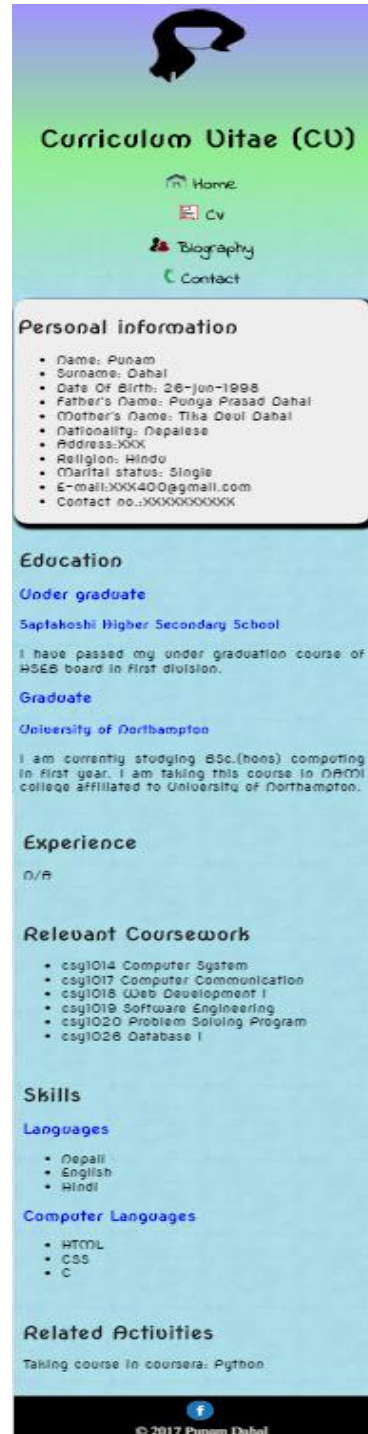 Curriculum Vitae (CV)
Home
Cv
Biography
Contact
Personal information
Name: Punam
Surname: Dahal
Date Of Birth: 26-jun-1998
Father's Name: Punya Prasad Dahal
Mother's Name: Tika Devi Dahal
Nationality: Nepalese
Address:XXX
Religion: Hindu
Marital status: Single
E-mail:XXX400@gmail.com
Contact no.:XXXXXXXXXX
Education
Under graduate
Saptakoshi Higher Secondary School
I have passed my under graduation course of
HSEB board in first division.
Graduate
University of Northampton
I am currently studying BSc.(hons) computing
in first year. I am taking this course in NAMI
college affiliated to University of Northampton.
Experience
N/A
Relevant Coursework
csy1014 Computer System
csy1017 Computer Communication
csy1018 Web Development I
csy1019 Software Engineering
csy1020 Problem Solving Program
csy1026 Database I
Skills
Languages
Nepali
English
Hindi
Computer Languages
HTML
CSS
C
Related Activities
Taking course in coursera: Python
f
© 2017 Punam Dahal